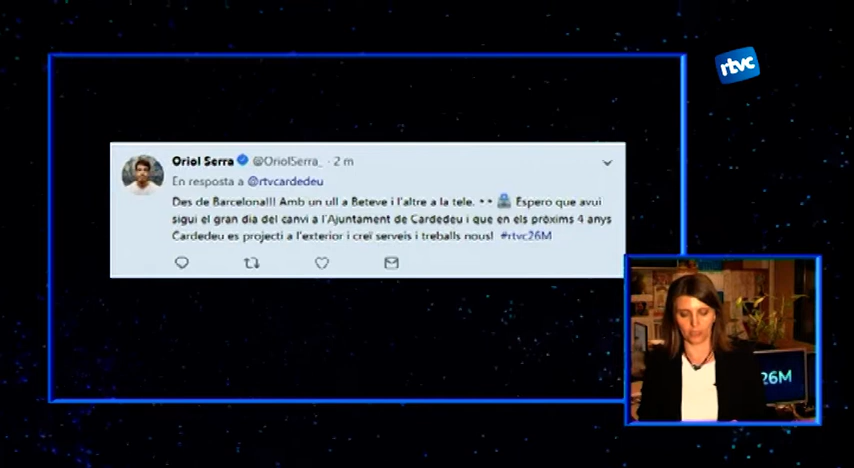 rtvc
Oriol Serra @OriolSerra_ · 2 m
En resposta a @rtvcardedeu
Des de Barcelona!!! Amb un ull a Beteve i l'altre a la tele. Espero que avui
sigui el gran dia del canvi a l'Ajuntament de Cardedeu i que en els pròxims 4 anys
Cardedeu es projecti a l'exterior i creï serveis i treballs nous! #rtvc26M
26M